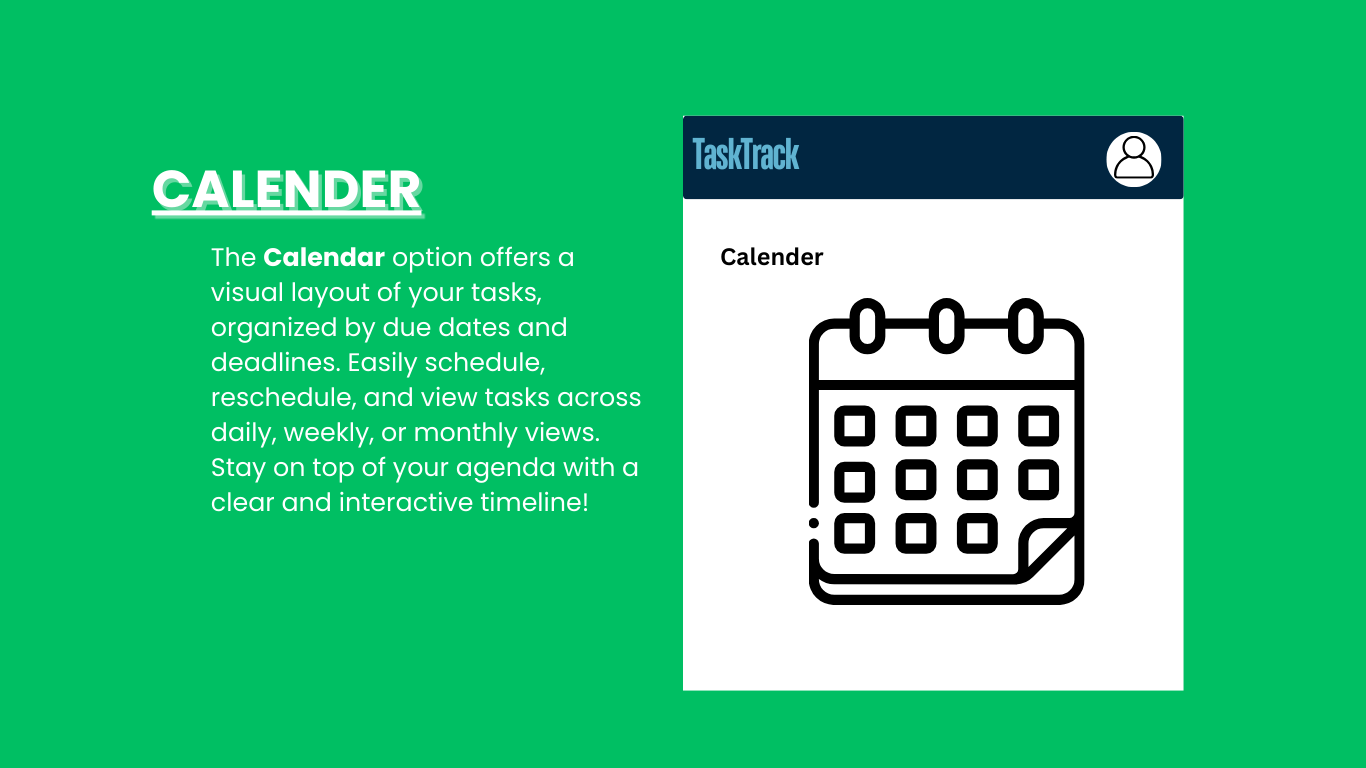 CALENDER
The Calendar option offers a
visual layout of your tasks,
organized by due dates and
deadlines. Easily schedule,
reschedule, and view tasks across
daily, weekly, or monthly views.
Stay on top of your agenda with a
clear and interactive timeline!
TaskTrack
Calender